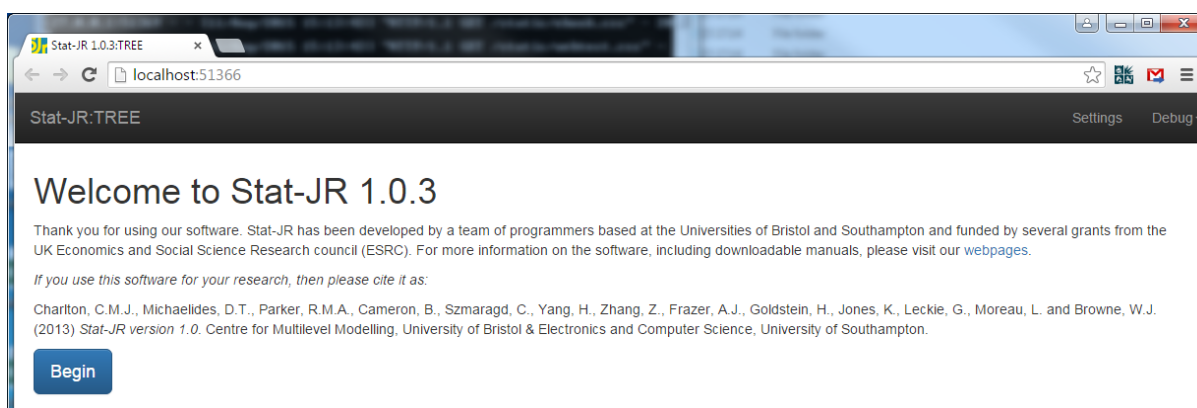 Stat-JR 1.0.3:TREE
localhost:51366
Stat-JR:TREE
Settings
Debug
Welcome to Stat-JR 1.0.3
Thank you for using our software. Stat-JR has been developed by a team of programmers based at the Universities of Bristol and Southampton and funded by several grants from the
UK Economics and Social Science Research council (ESRC). For more information on the software, including downloadable manuals, please visit our webpages.
If you use this software for your research, then please cite it as:
Charlton, C.M.J., Michaelides, D.T., Parker, R.M.A., Cameron, B., Szmaragd, C., Yang, H., Zhang, Z., Frazer, A.J., Goldstein, H., Jones, K., Leckie, G., Moreau, L. and Browne, W.J.
(2013) Stat-JR version 1.0. Centre for Multilevel Modelling, University of Bristol & Electronics and Computer Science, University of Southampton.
Begin